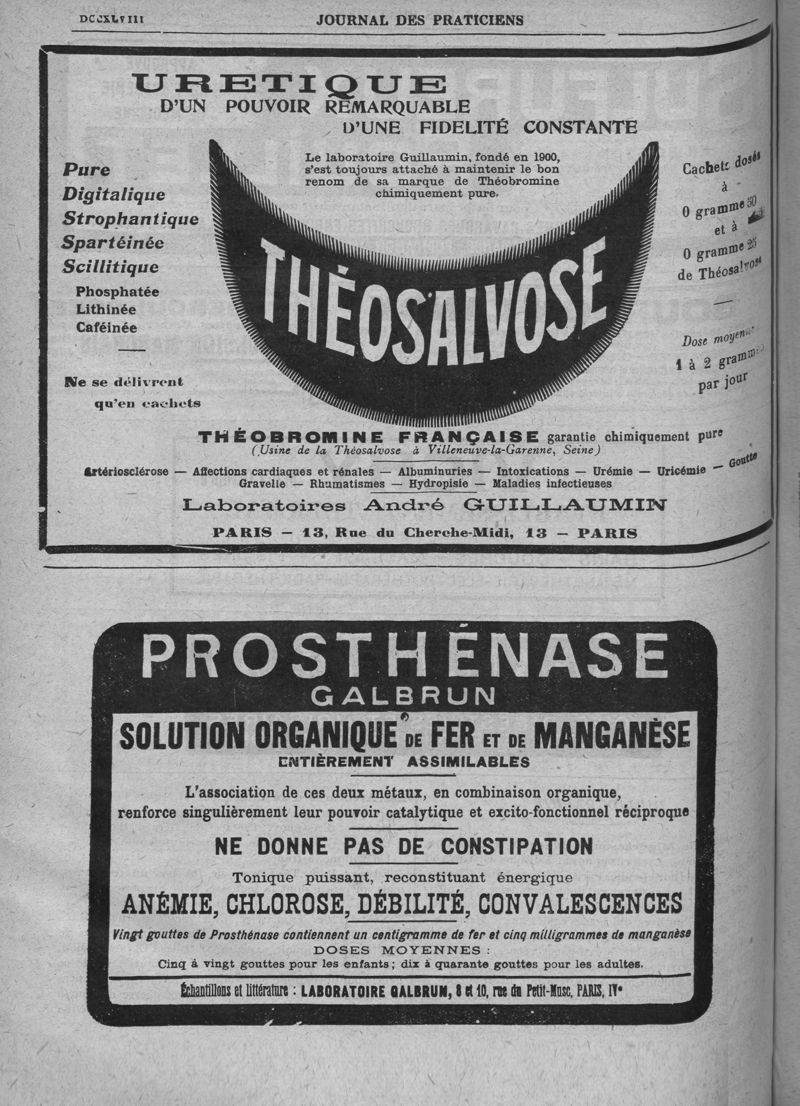 DCCXLVIII
JOURNAL DES PRATICIENS
URETIQUE
D'UN POUVOIR REMARQUABLE
D'UNE FIDELITÉ CONSTANTE
Le laboratoire Guillaumin, fondé en 1900,
s'est toujours attaché à maintenir le bon
renom de sa marque de Théobromine
chimiquement pure.
Pure
Digitalique
Strophantique
Spartéinée
Scillitique
Phosphatée
Lithinée
Caféinée
Ne se délivrent
qu'en cachets
THÉOSALVOSE
Cachets dosés
à
0 gramme 50
et à
0 gramme 25
de Théosalvose
Dose moyenne
1 à 2 grammes
par jour
THÉOBROMINE FRANÇAISE garantie chimiquement pure
(Usine de la Théosalvose à Villeneuve-la-Garenne, Seine)
Artériosclérose — Affections cardiaques et rénales — Albuminuries — Intoxications — Urémie — Uricémie — Goutte
Gravelle — Rhumatismes — Hydropisie — Maladies infectieuses
Laboratoires André GUILLAUMIN
PARIS — 13, Rue du Cherche-Midi, 13 — PARIS
PROSTHÉNASE
GALBRUN
SOLUTION ORGANIQUE DE FER ET DE MANGANÈSE
ENTIÈREMENT ASSIMILABLES
L'association de ces deux métaux, en combinaison organique,
renforce singulièrement leur pouvoir catalytique et excito-fonctionnel réciproque
NE DONNE PAS DE CONSTIPATION
Tonique puissant, reconstituant énergique
ANÉMIE, CHLOROSE, DÉBILITÉ, CONVALESCENCES
Vingt gouttes de Prosthénase contiennent un centigramme de fer et cinq milligrammes de manganèse
DOSES MOYENNES :
Cinq à vingt gouttes pour les enfants ; dix à quarante gouttes pour les adultes.
Échantillons et littérature : LABORATOIRE GALBRUN, 8 et 10, rue du Petit-Musc, PARIS, IVe